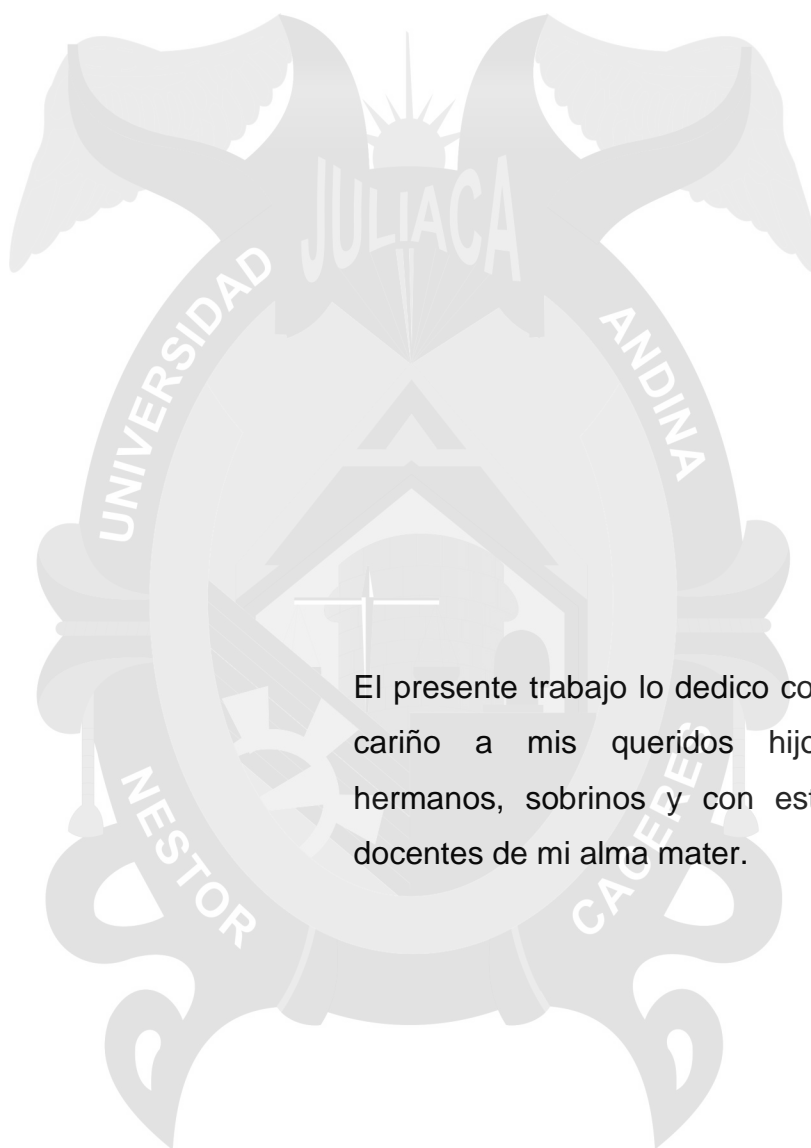 JULIACA
UNIVERSIDAD
ANDINA
El presente trabajo lo dedico co
cariño a mis queridos hijo
hermanos, sobrinos y con est
docentes de mi alma mater.
NESTOR
CACERES